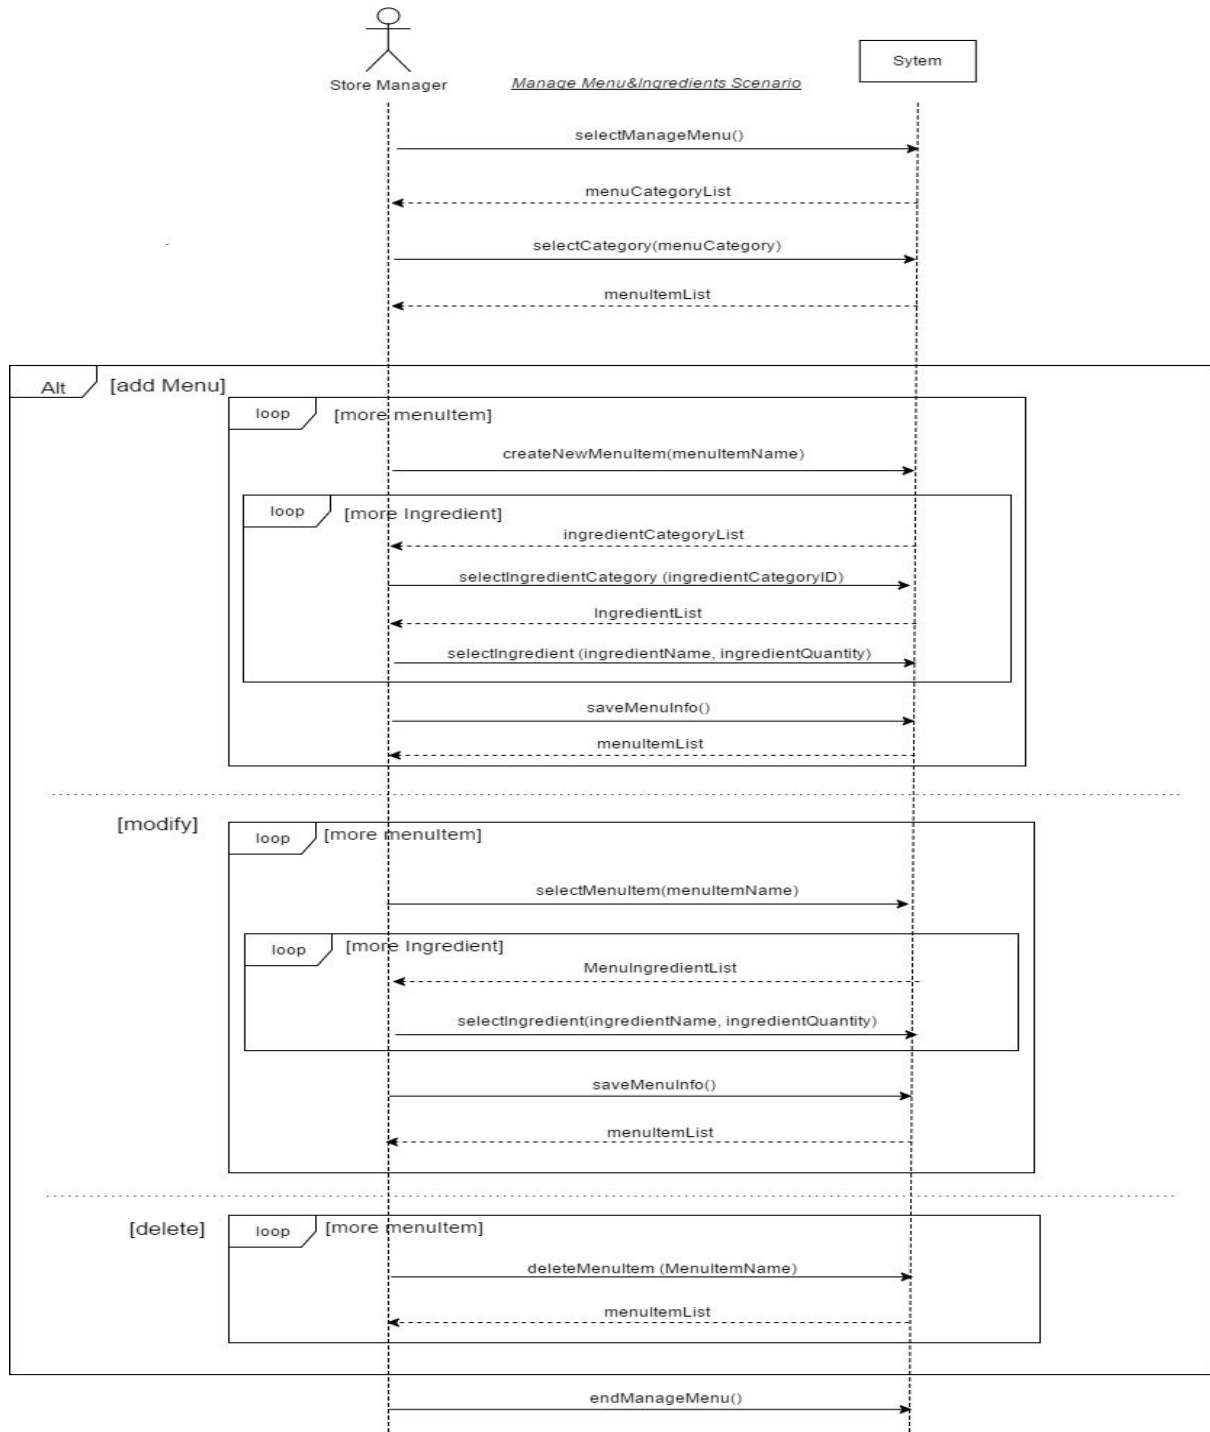 Sytem
Store Manager
Manage Menu&Ingredients Scenario
selectManageMenu()
menuCategoryList
selectCategory(menuCategory)
menuItemList
Alt
[add Menu]
loop
[more menuItem]
createNewMenuItem(menuItemName)
loop
[more Ingredient]
ingredientCategoryList
selectIngredientCategory (ingredientCategoryID)
IngredientList
selectIngredient (ingredientName, ingredientQuantity)
saveMenuInfo()
menuItemList
[modify]
loop
[more menuItem]
selectMenuItem(menuItemName)
loop
[more Ingredient]
MenuIngredientList
selectIngredient(ingredientName, ingredientQuantity)
saveMenuInfo()
menuItemList
[delete]
loop
[more menuItem]
deleteMenuItem (MenuItemName)
menuItemList
endManageMenu()